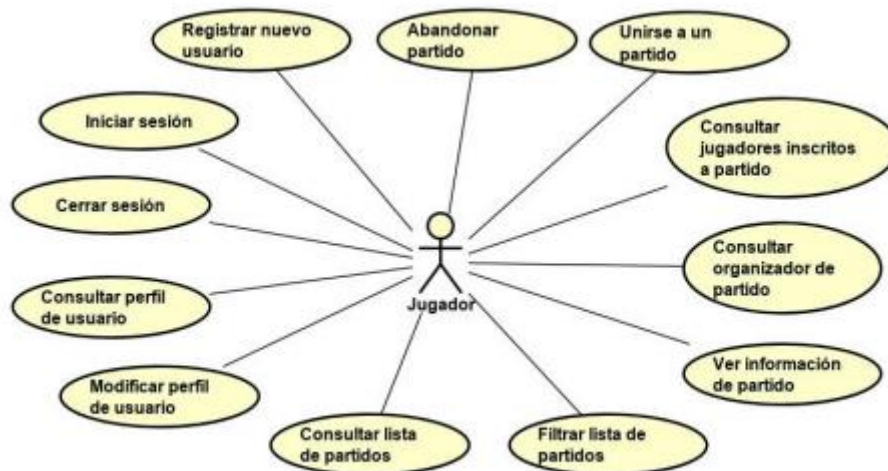 Registrar nuevo
usuario
Abandonar
partido
Unirse a un
partido
Iniciar sesión
Consultar
jugadores inscritos
a partido
Cerrar sesión
Consultar
organizador de
partido
Consultar perfil
de usuario
Jugador
Ver información
de partido
Modificar perfil
de usuario
Consultar lista
de partidos
Filtrar lista de
partidos